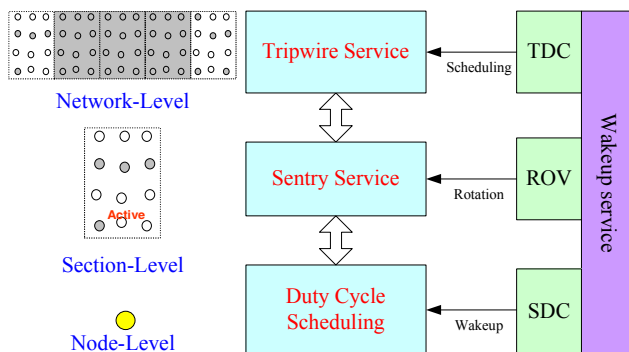 Tripwire Service
Scheduling
TDC
Network-Level
Active
Section-Level
Sentry Service
Rotation
ROV
Wakeup service
Node-Level
Duty Cycle
Scheduling
Wakeup
SDC